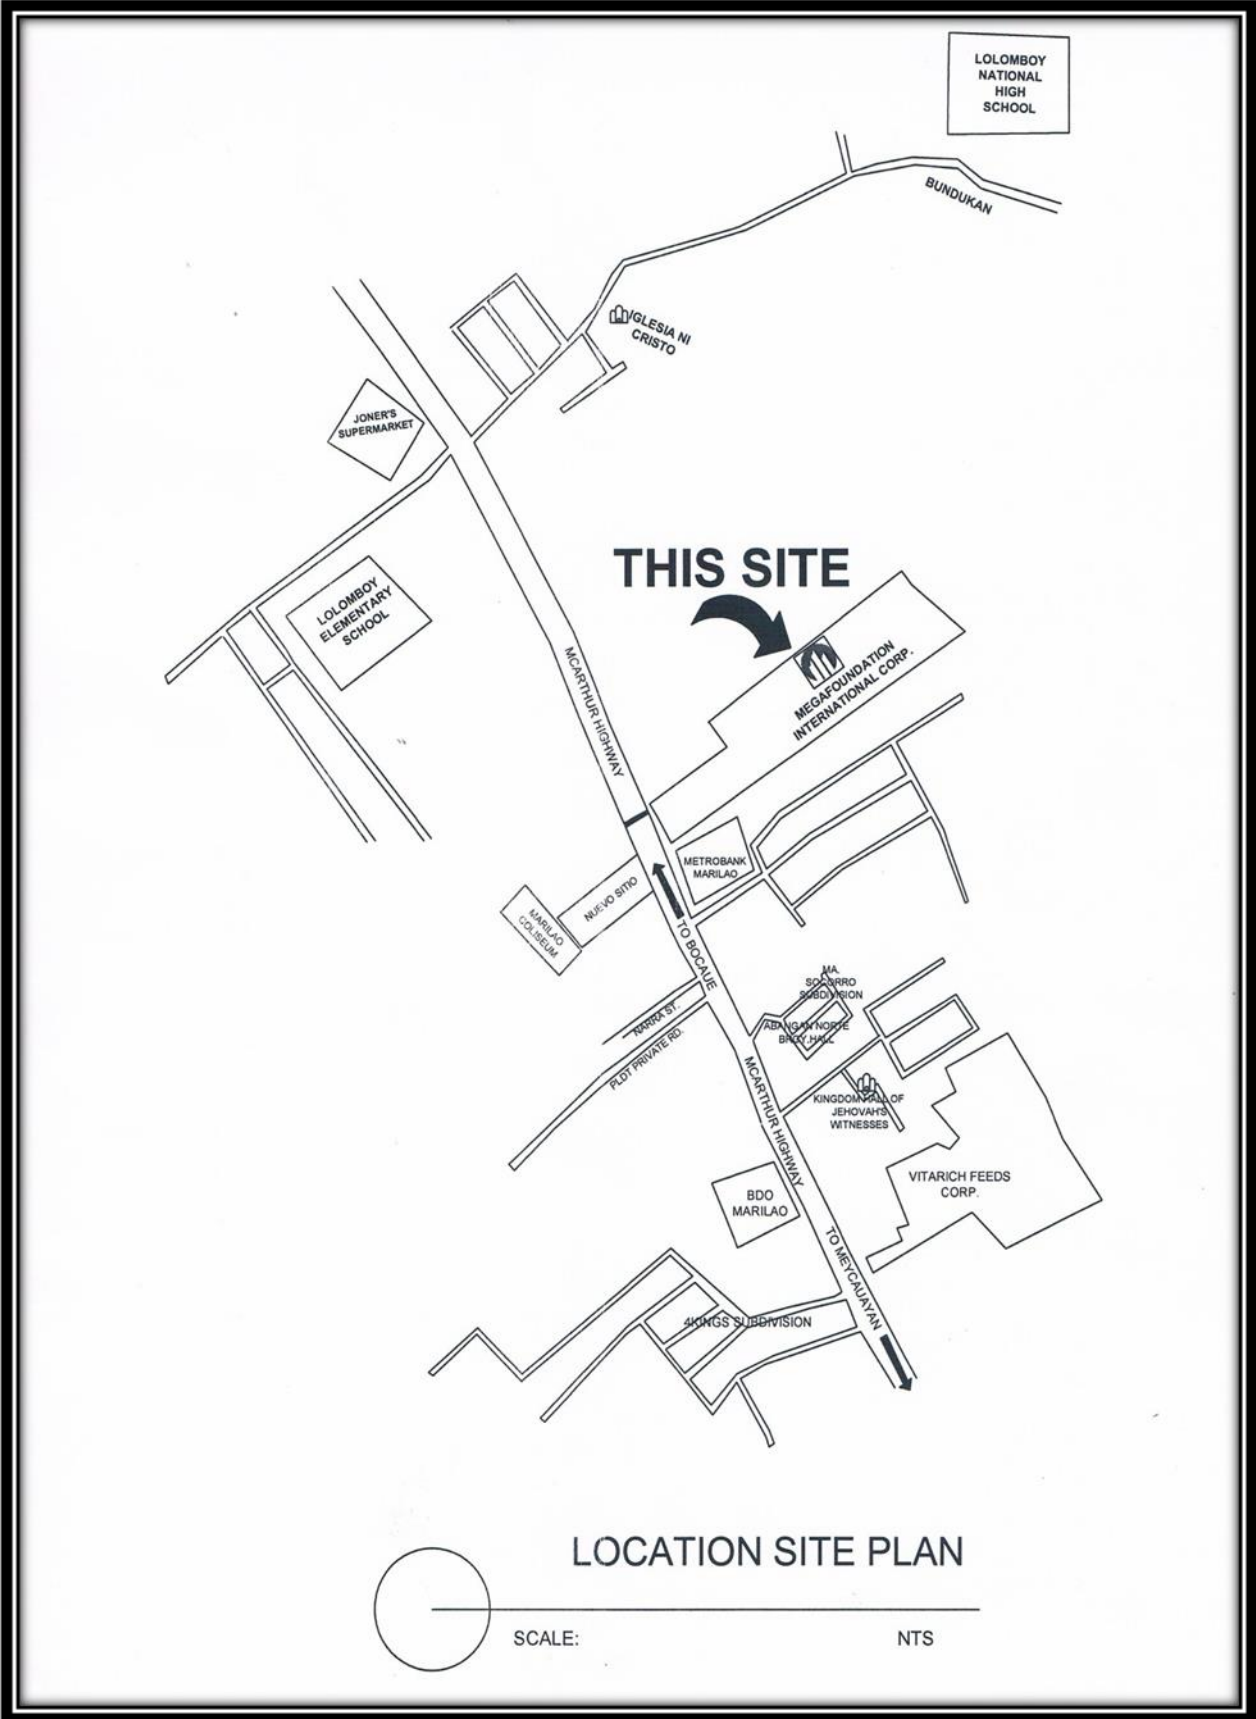 LOLOMBOY
NATIONAL
HIGH
SCHOOL
BUNDUKAN
IGLESIA NI
CRISTO
JONER'S
SUPERMARKET
LOLOMBOY
ELEMENTARY
SCHOOL
THIS SITE
MEGAFOUNDATION
INTERNATIONAL CORP.
MCARTHUR HIGHWAY
METROBANK
MARILAO
NUEVO SITIO
MARILAO
COLISEUM
TO BOCAUE
MA.
SOCORRO
SUBDIVISION
ABANGAN NORTE
BRGY.HALL
NARRA ST.
PLDT PRIVATE RD.
MCARTHUR HIGHWAY
KINGDOM HALL OF
JEHOVAH'S
WITNESSES
VITARICH FEEDS
CORP.
BDO
MARILAO
TO MEYCAUAYAN
4KINGS SUBDIVISION
LOCATION SITE PLAN
SCALE:
NTS